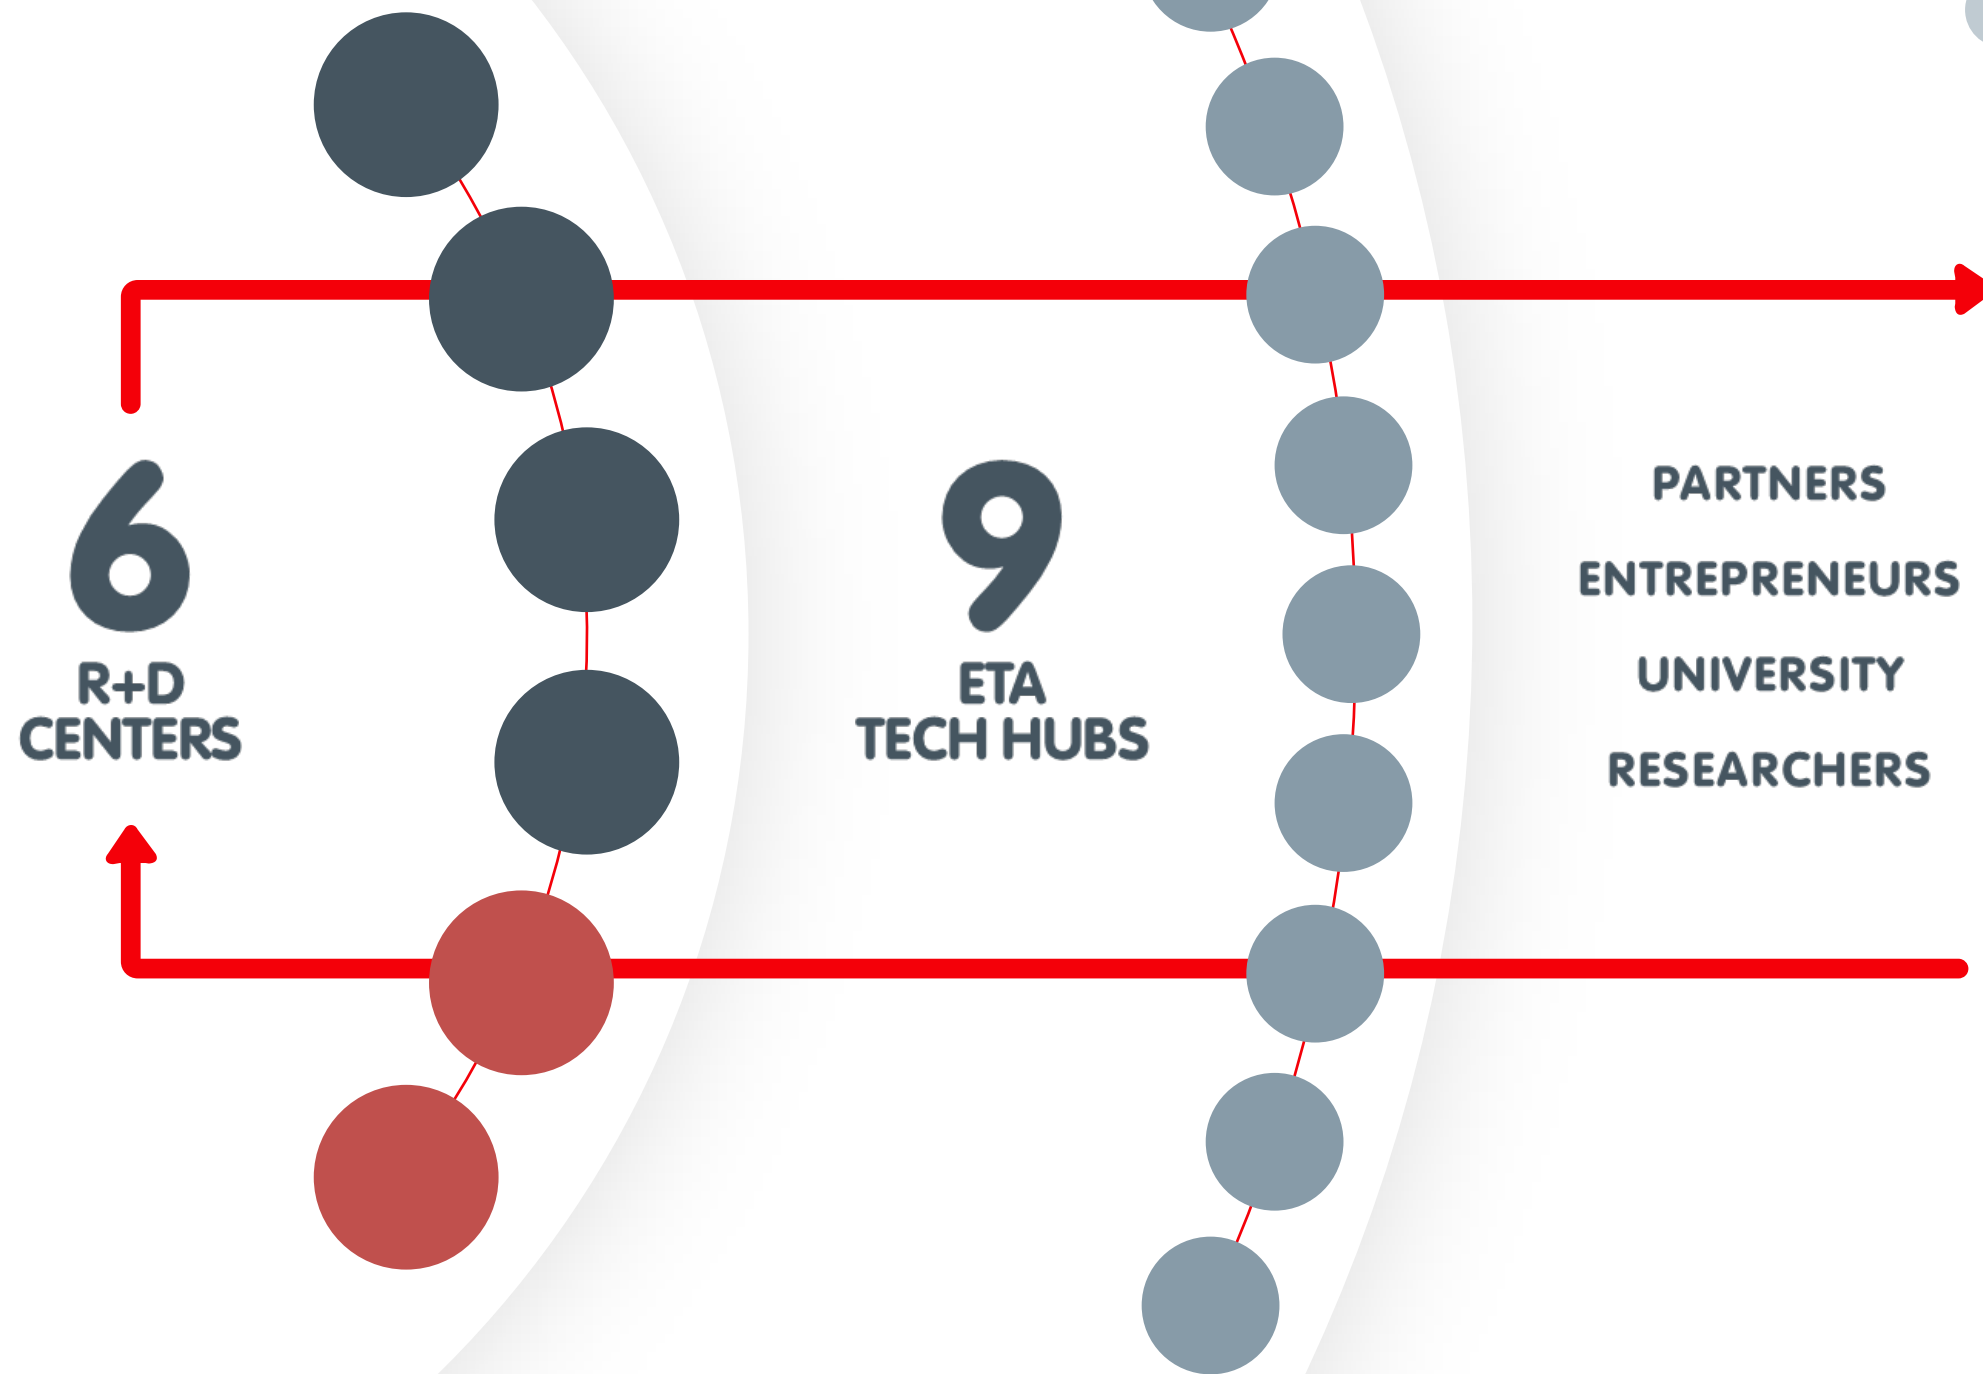 6
R+D
CENTERS
9
ETA
TECH HUBS
PARTNERS
ENTREPRENEURS
UNIVERSITY
RESEARCHERS